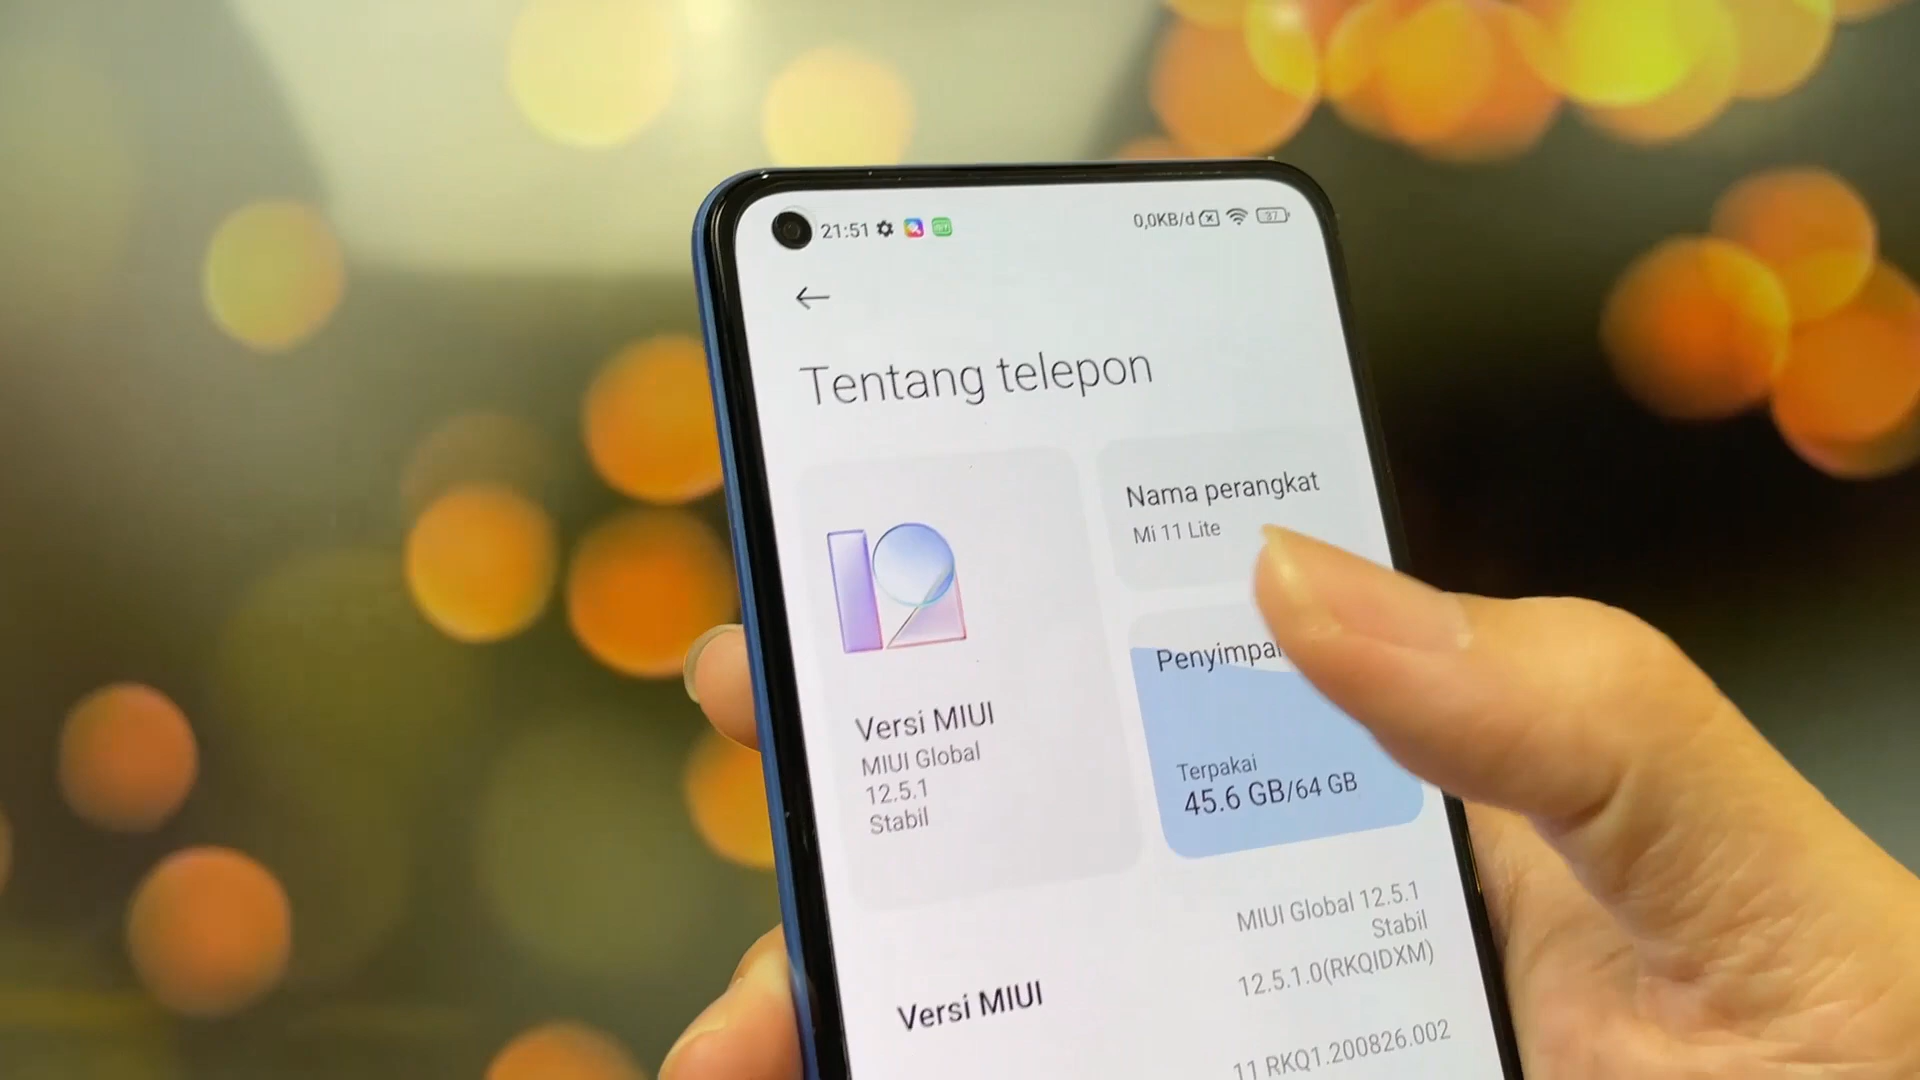 21:51
0,0KB/d
37
Tentang telepon
Nama perangkat
Mi 11 Lite
12
Versi MIUI
MIUI Global
12.5.1
Stabil
Terpakai
45.6 GB/64 GB
Versi MIUI
MIUI Global 12.5.1
Stabil
12.5.1.0(RKQIDXM)
11 RKQ1.200826.002